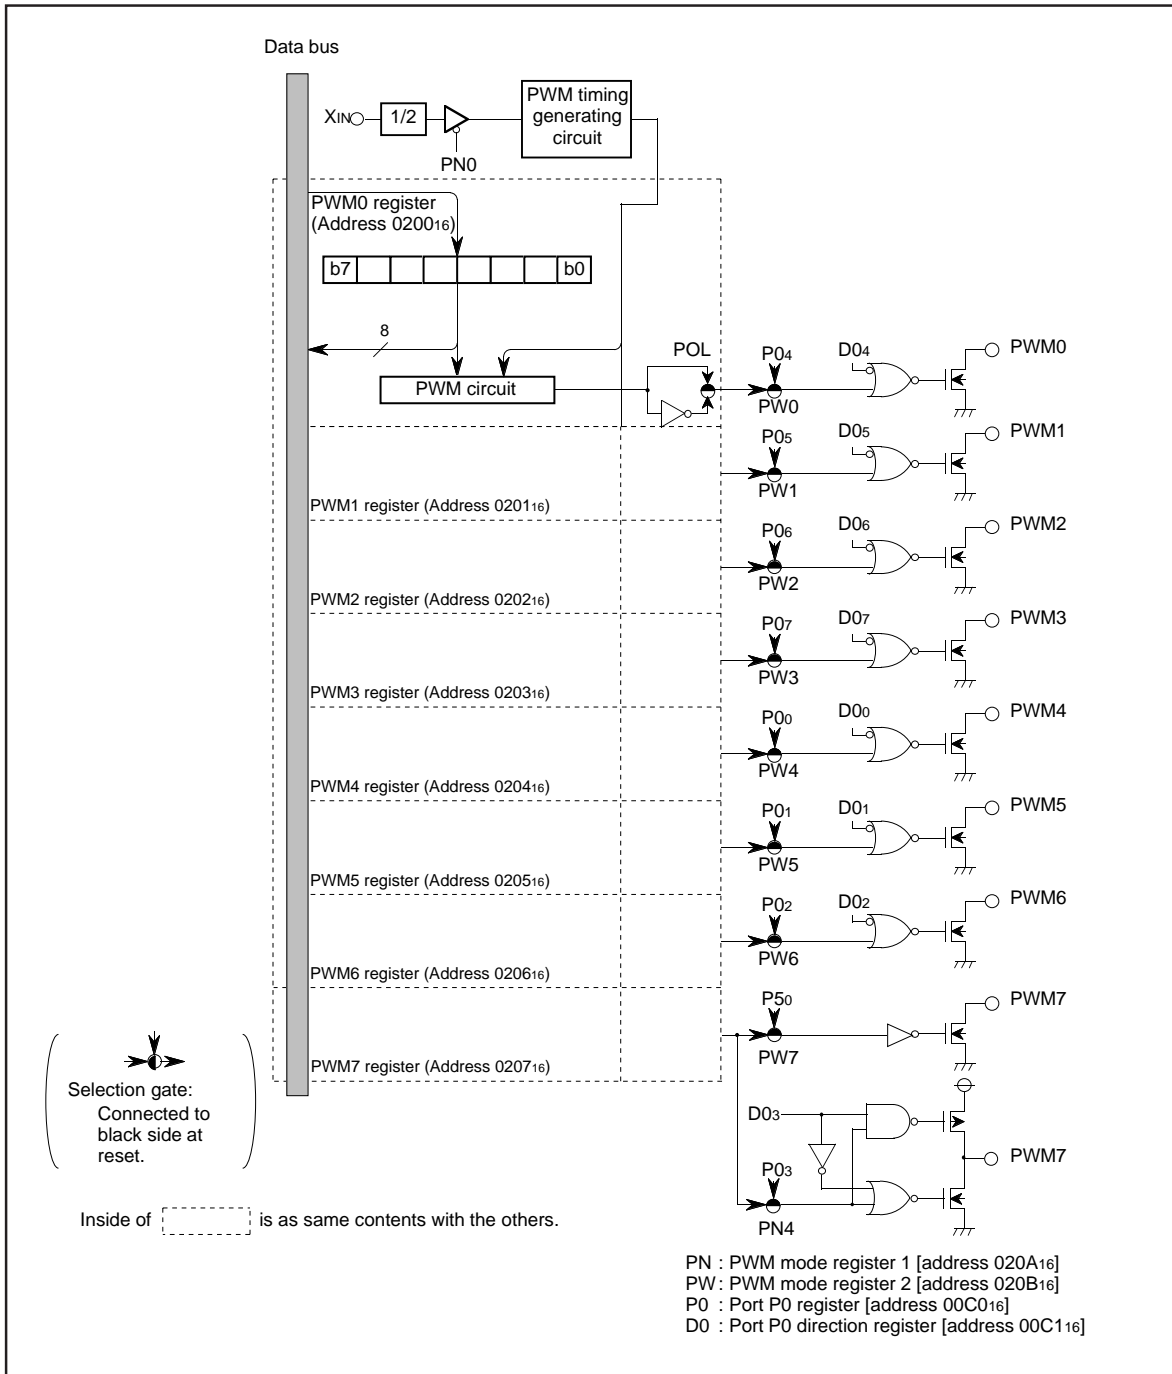 Data bus
XIN
1/2
PN0
PWM timing
generating
circuit
PWM0 register
(Address 020016)
b7
b0
8
PWM circuit
POL
P04
PW0
D04
PWM0
P05
PW1
D05
PWM1
PWM1 register (Address 020116)
P06
PW2
D06
PWM2
PWM2 register (Address 020216)
P07
PW3
D07
PWM3
PWM3 register (Address 020316)
P00
PW4
D00
PWM4
PWM4 register (Address 020416)
P01
PW5
D01
PWM5
PWM5 register (Address 020516)
P02
PW6
D02
PWM6
PWM6 register (Address 020616)
P50
PW7
PWM7
PWM7 register (Address 020716)
D03
P03
PN4
PWM7
Selection gate:
Connected to
black side at
reset.
Inside of is as same contents with the others.
PN : PWM mode register 1 [address 020A16]
PW : PWM mode register 2 [address 020B16]
P0 : Port P0 register [address 00C016]
D0 : Port P0 direction register [address 00C116]